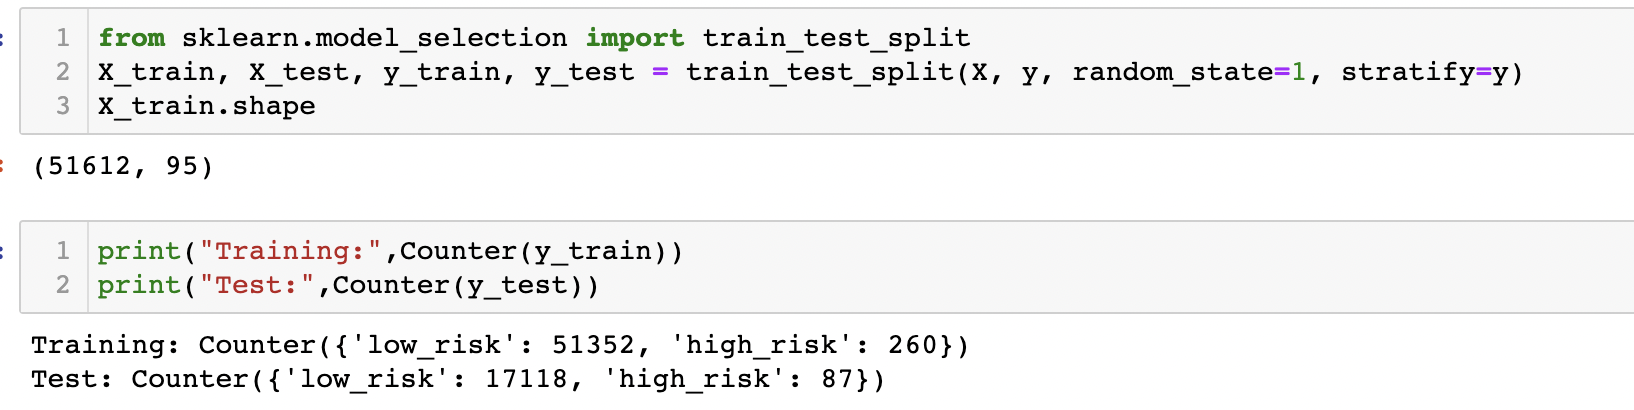 1 from sklearn.model_selection import train_test_split
2 X_train, X_test, y_train, y_test = train_test_split(X, y, random_state=1, stratify=y)
3 X_train.shape
(51612, 95)
1 print("Training:",Counter(y_train))
2 print("Test:",Counter(y_test))
Training: Counter({'low_risk': 51352, 'high_risk': 260})
Test: Counter({'low_risk': 17118, 'high_risk': 87})